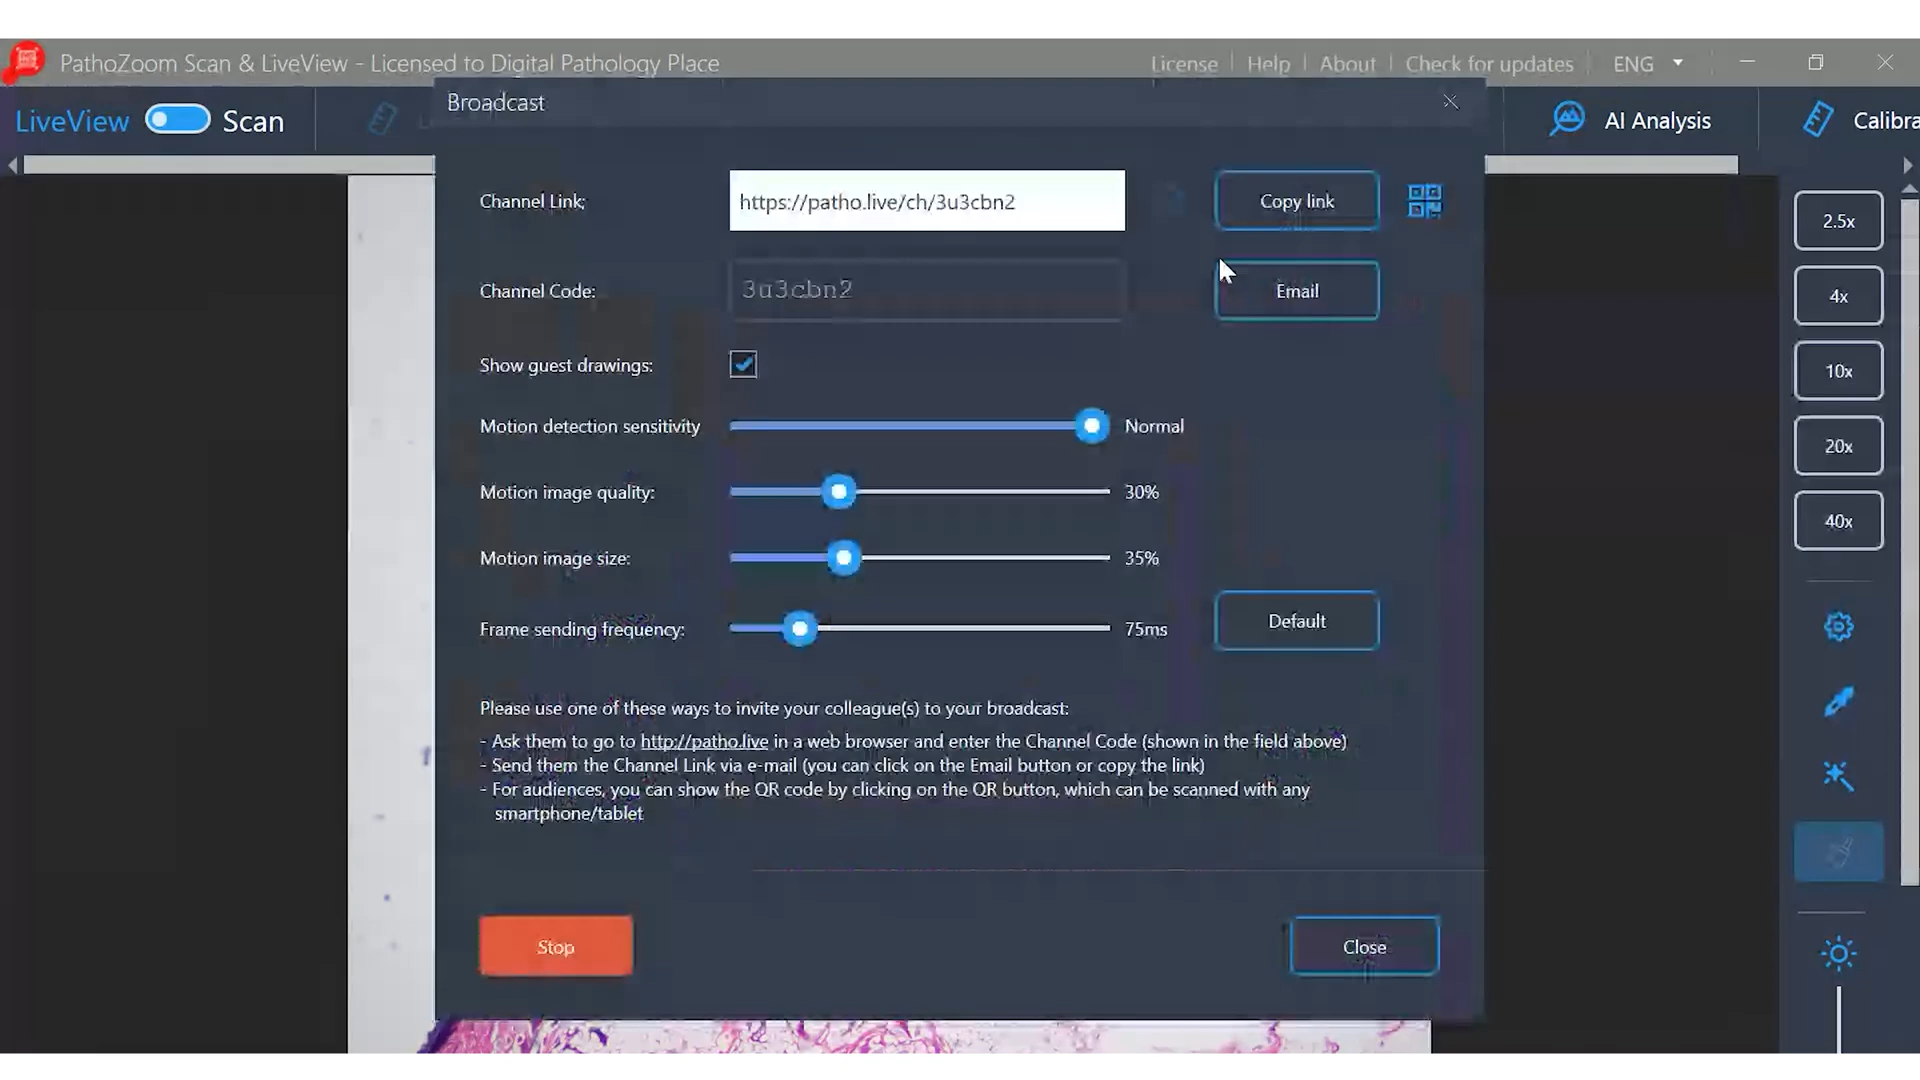 PathoZoom Scan & LiveView - Licensed to Digital Pathology Place
License Help About Check for updates ENG
LiveView Scan
Broadcast
AI Analysis
Calibra
Channel Link:
https://patho.live/ch/3u3cbn2
Copy link
2.5x
Channel Code:
3u3cbn2
Email
4x
Show guest drawings:
10x
Motion detection sensitivity
Normal
20x
Motion image quality:
30%
40x
Motion image size:
35%
Frame sending frequency:
75ms
Default
Please use one of these ways to invite your colleague(s) to your broadcast:
- Ask them to go to http://patho.live in a web browser and enter the Channel Code (shown in the field above)
- Send them the Channel Link via e-mail (you can click on the Email button or copy the link)
- For audiences, you can show the QR code by clicking on the QR button, which can be scanned with any
smartphone/tablet
Stop
Close